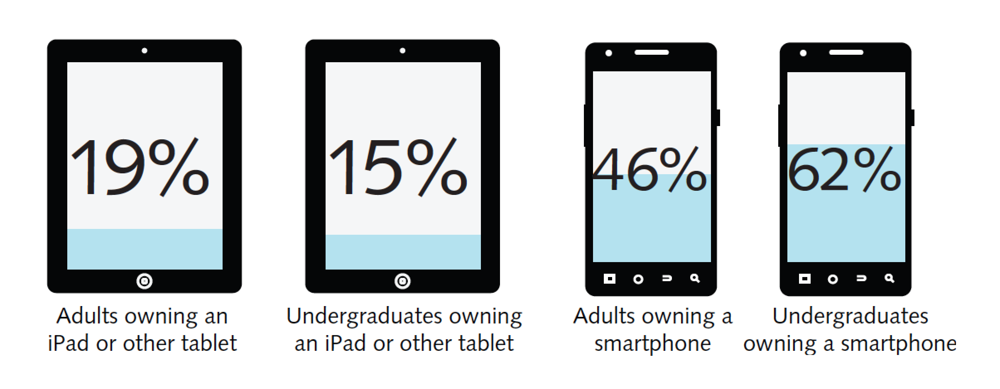 19%
Adults owning an
iPad or other tablet
15%
Undergraduates owning
an iPad or other tablet
46%
Adults owning a
smartphone
62%
Undergraduates
owning a smartphone